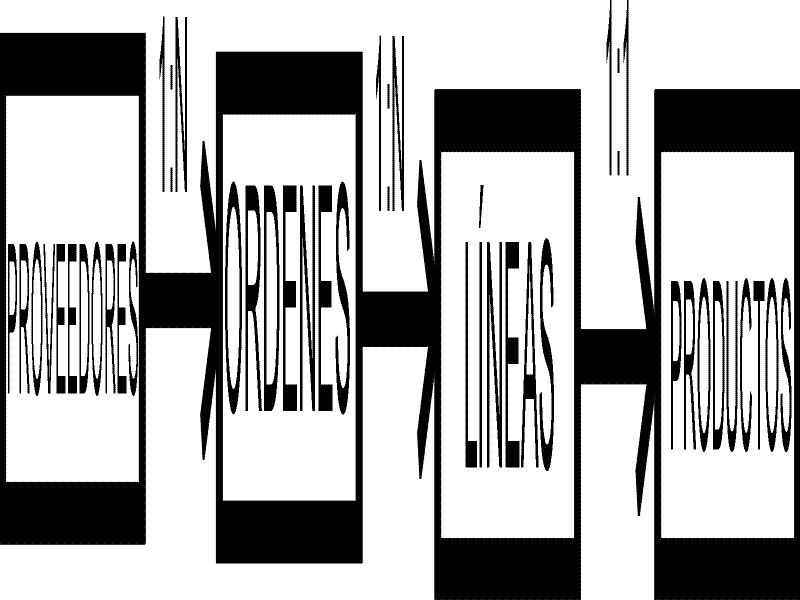 PROVEEDORES
1-N
ORDENES
1-N
LÍNEAS
1-1
PRODUCTOS